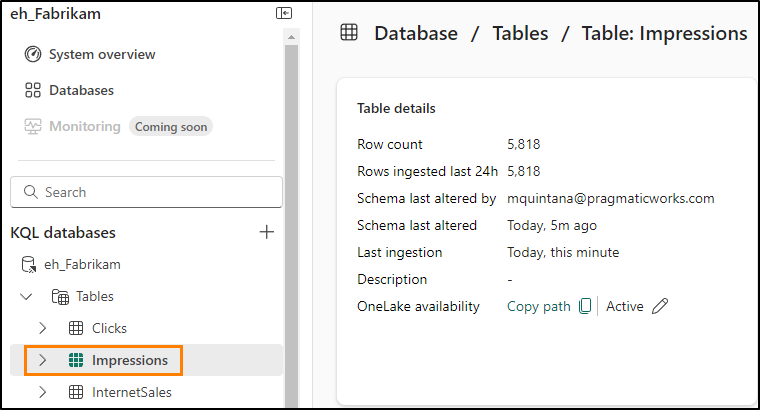 eh_Fabrikam
System overview
Databases
Monitoring Coming soon
Search
KQL databases
eh_Fabrikam
Tables
Clicks
Impressions
InternetSales
Database / Tables / Table: Impressions
Table details
Row count 5,818
Rows ingested last 24h 5,818
Schema last altered by mquintana@pragmaticworks.com
Schema last altered Today, 5m ago
Last ingestion Today, this minute
Description -
OneLake availability Copy path Active